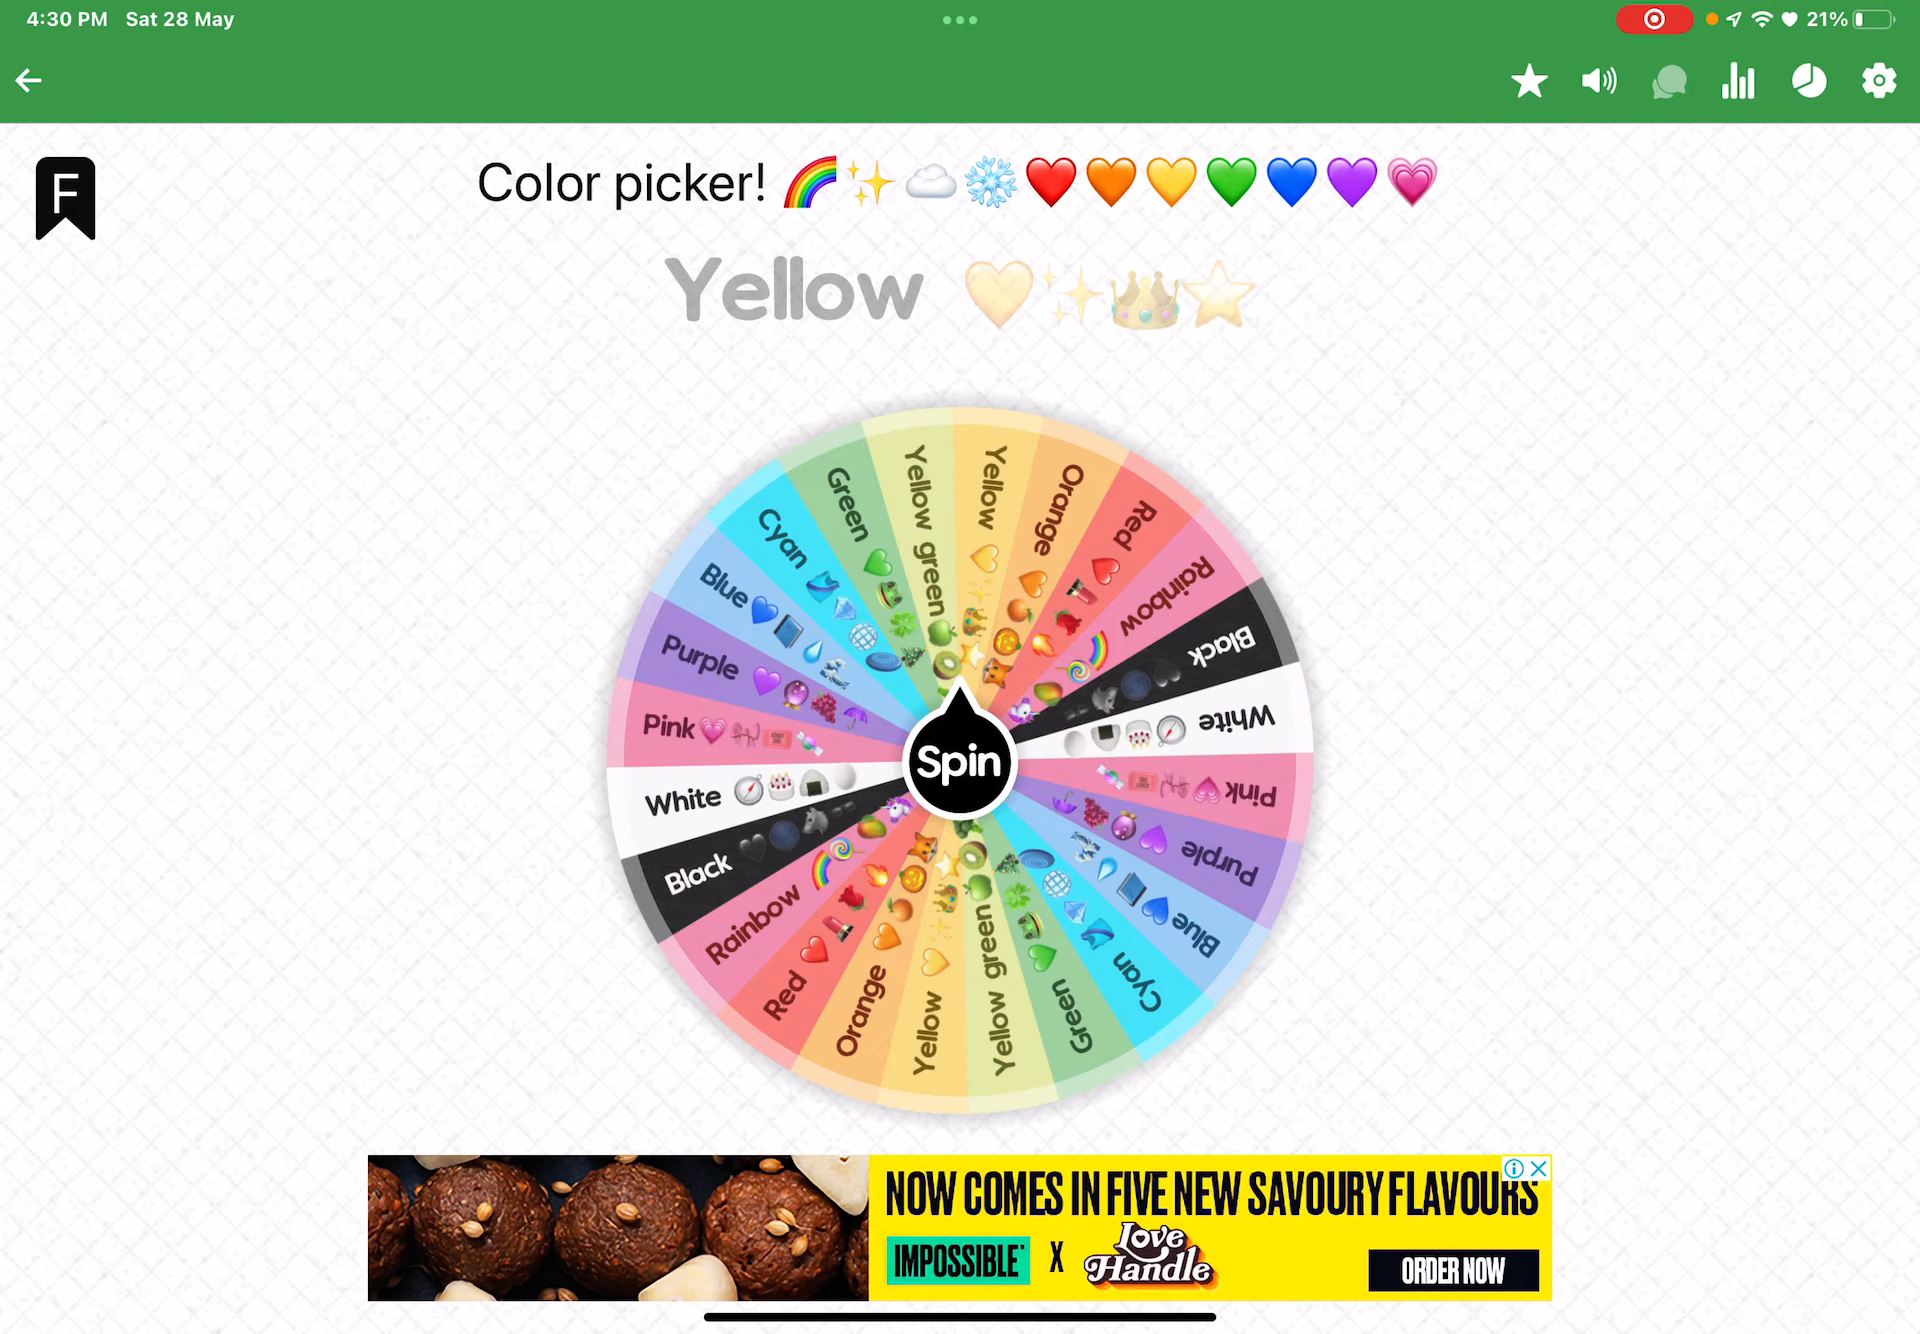 4:30 PM Sat 28 May
21%
F
Color picker! 🌈✨☁️❄️❤️🧡💛💚💙💜💗
Yellow 💛✨👑⭐
Yellow
Orange
Red
Rainbow
Black
White
Pink
Purple
Blue
Cyan
Green
Yellow green
Yellow
Orange
Red
Rainbow
Black
White
Pink
Purple
Blue
Cyan
Green
Yellow green
Spin
NOW COMES IN FIVE NEW SAVOURY FLAVOURS
IMPOSSIBLE X Love Handle
ORDER NOW